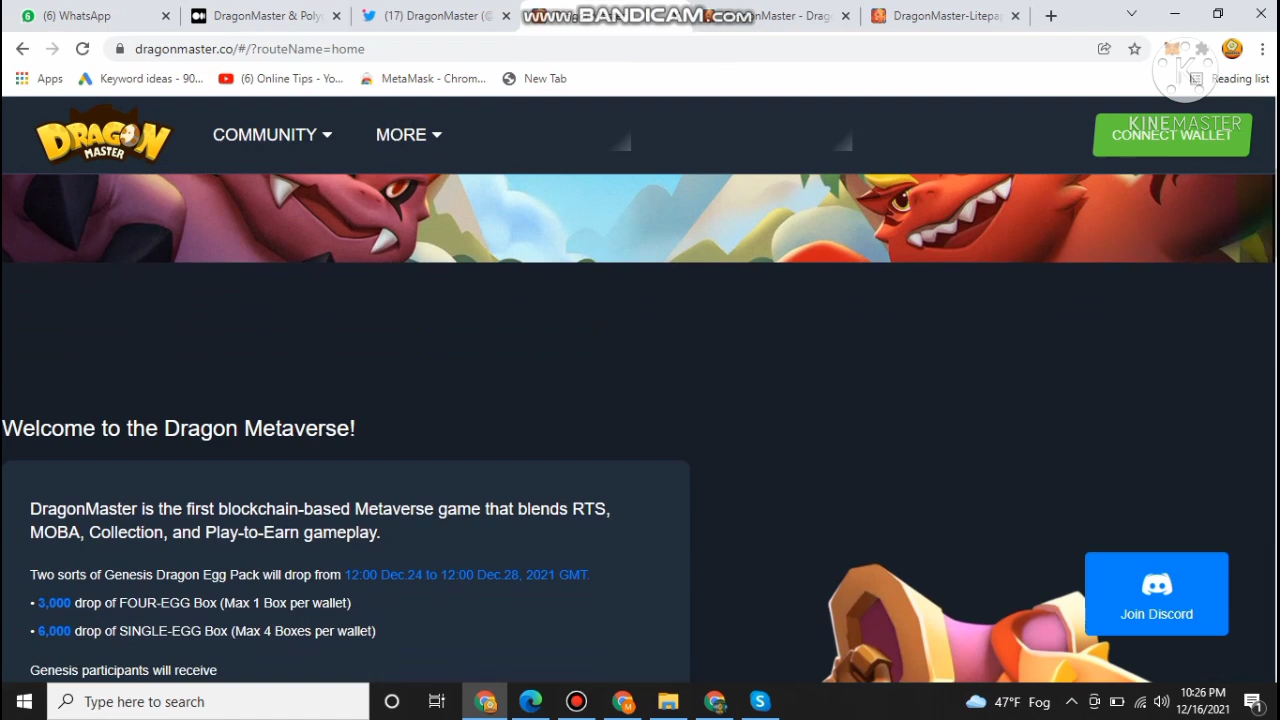 (6) WhatsApp
DragonMaster & Poly
(17) DragonMaster (@
WWW.BANDICAM.COM
DragonMaster-Litepap
dragonmaster.co/#/?routeName=home
Apps
Keyword ideas - 90...
(6) Online Tips - Yo...
MetaMask - Chrom...
New Tab
Reading list
DRAGON
MASTER
COMMUNITY
MORE
KINEMASTER
CONNECT WALLET
Welcome to the Dragon Metaverse!
DragonMaster is the first blockchain-based Metaverse game that blends RTS,
MOBA, Collection, and Play-to-Earn gameplay.
Two sorts of Genesis Dragon Egg Pack will drop from 12:00 Dec.24 to 12:00 Dec.28, 2021 GMT.
• 3,000 drop of FOUR-EGG Box (Max 1 Box per wallet)
• 6,000 drop of SINGLE-EGG Box (Max 4 Boxes per wallet)
Genesis participants will receive
Join Discord
Type here to search
47°F Fog
10:26 PM
12/16/2021